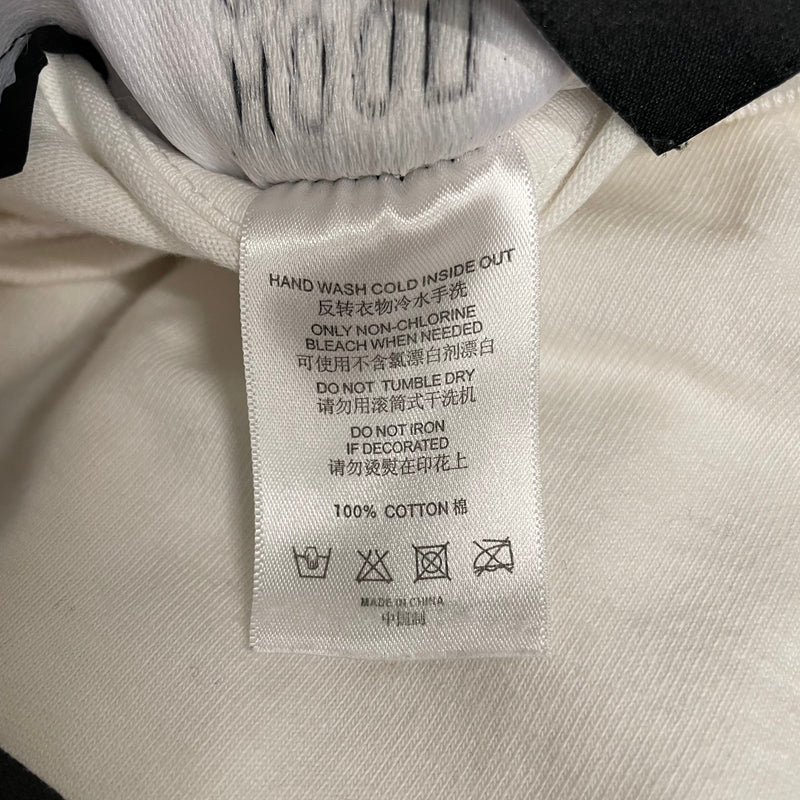 HAND WASH COLD INSIDE OUT
反转衣物冷水手洗
ONLY NON-CHLORINE
BLEACH WHEN NEEDED
可使用不含氯漂白剂漂白
DO NOT TUMBLE DRY
请勿用滚筒式干洗机
DO NOT IRON
IF DECORATED
请勿烫熨在印花上
100% COTTON 棉
MADE IN CHINA
中国制